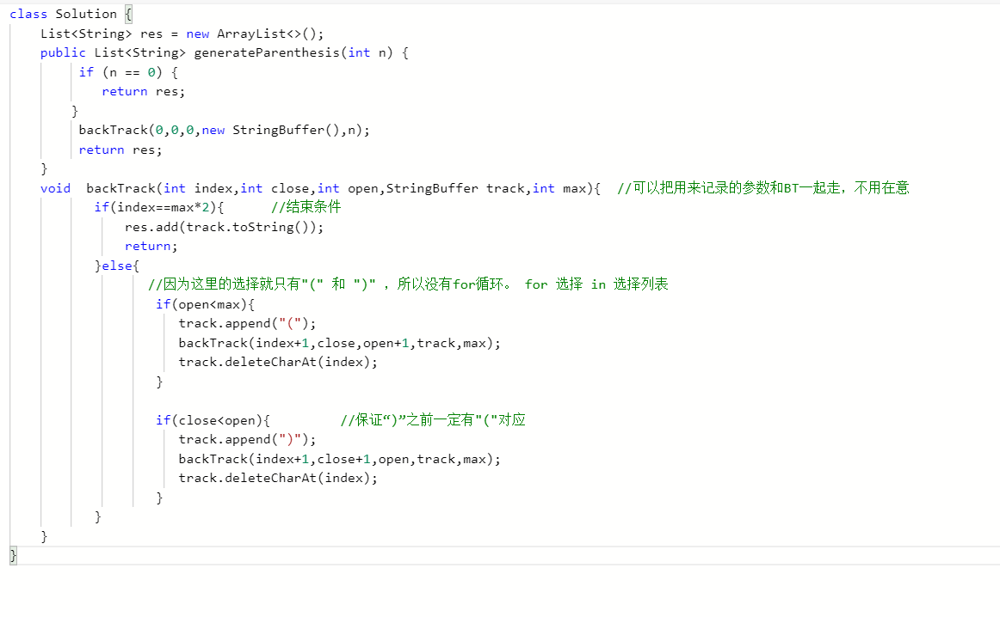 class Solution {
    List<String> res = new ArrayList<>();
    public List<String> generateParenthesis(int n) {
         if (n == 0) {
            return res;
        }
         backTrack(0,0,0,new StringBuffer(),n);
         return res;
    }
    void  backTrack(int index,int close,int open,StringBuffer track,int max){  //可以把用来记录的参数和BT一起走，不用在意
           if(index==max*2){      //结束条件
               res.add(track.toString());
               return;
           }else{
                  //因为这里的选择就只有"(" 和 ")" ，所以没有for循环。 for 选择 in 选择列表
                   if(open<max){
                      track.append("(");
                      backTrack(index+1,close,open+1,track,max);
                      track.deleteCharAt(index);
                   }
                   if(close<open){         //保证“)”之前一定有"("对应
                      track.append(")");
                      backTrack(index+1,close+1,open,track,max);
                      track.deleteCharAt(index);
                   }
           }
    }
}